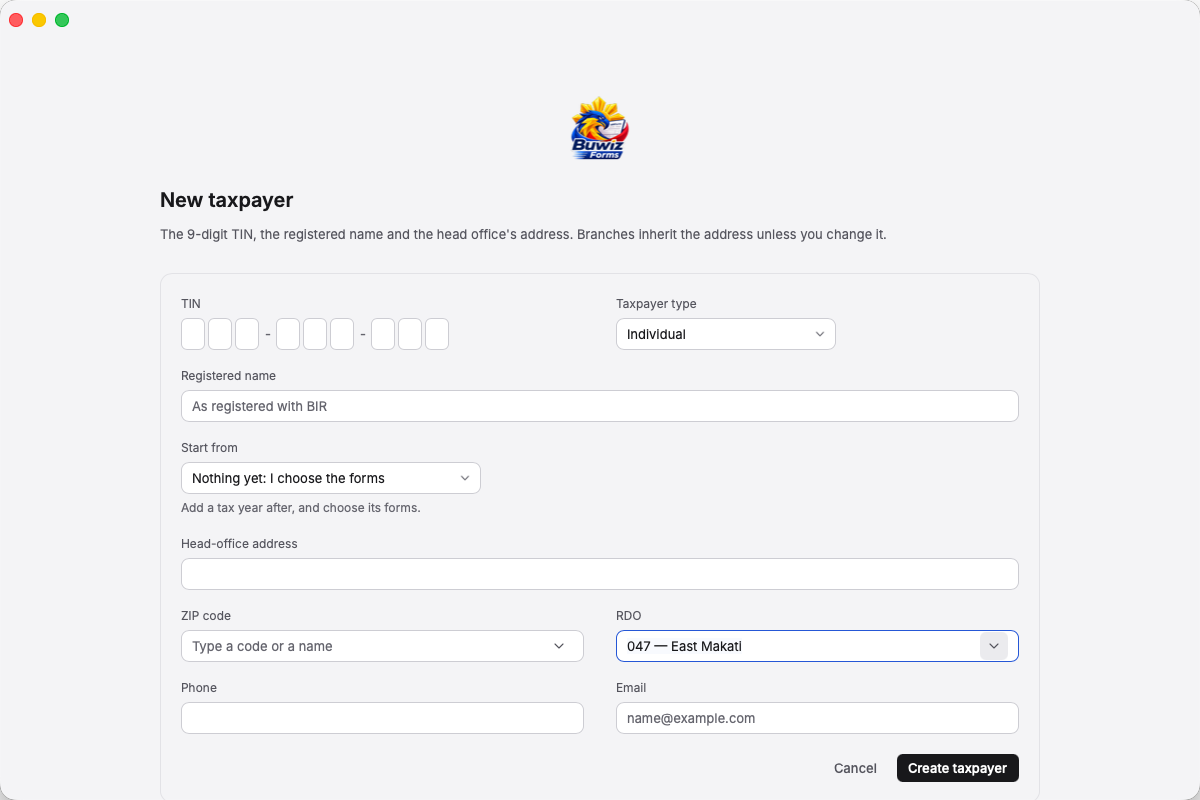 Buwiz
Forms
New taxpayer
The 9-digit TIN, the registered name and the head office's address. Branches inherit the address unless you change it.
TIN
Taxpayer type
- -
Individual
Registered name
As registered with BIR
Start from
Nothing yet: I choose the forms
Add a tax year after, and choose its forms.
Head-office address
ZIP code
RDO
Type a code or a name
047 — East Makati
Phone
Email
name@example.com
Cancel
Create taxpayer